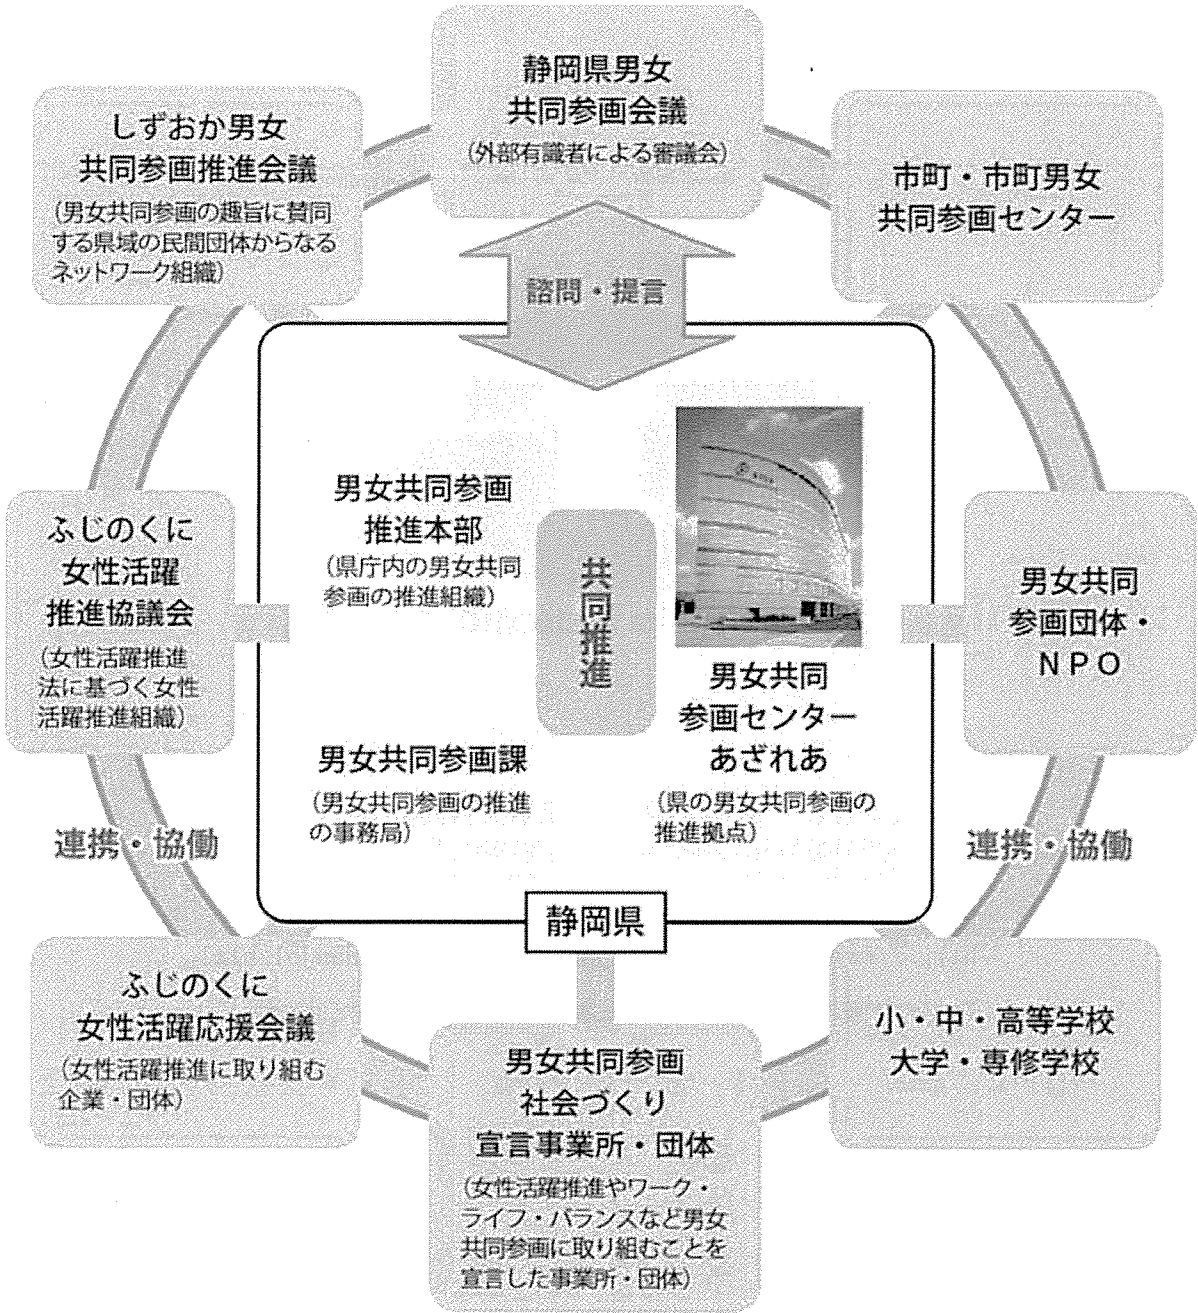 静岡県男女
共同参画会議
（外部有識者による審議会）
しずおか男女
共同参画推進会議
（男女共同参画の趣旨に賛同
する県域の民間団体からなる
ネットワーク組織）
市町・市町男女
共同参画センター
諮問・提言
男女共同参画
推進本部
（県庁内の男女共同
参画の推進組織）
共同推進
男女共同
参画センター
あざれあ
（県の男女共同参画の
推進拠点）
男女共同参画課
（男女共同参画の推進
の事務局）
静岡県
ふじのくに
女性活躍
推進協議会
（女性活躍推進
法に基づく女性
活躍推進組織）
男女共同
参画団体・
ＮＰＯ
連携・協働
連携・協働
ふじのくに
女性活躍応援会議
（女性活躍推進に取り組む
企業・団体）
男女共同参画
社会づくり
宣言事業所・団体
（女性活躍推進やワーク・
ライフ・バランスなど男女
共同参画に取り組むことを
宣言した事業所・団体）
小・中・高等学校
大学・専修学校